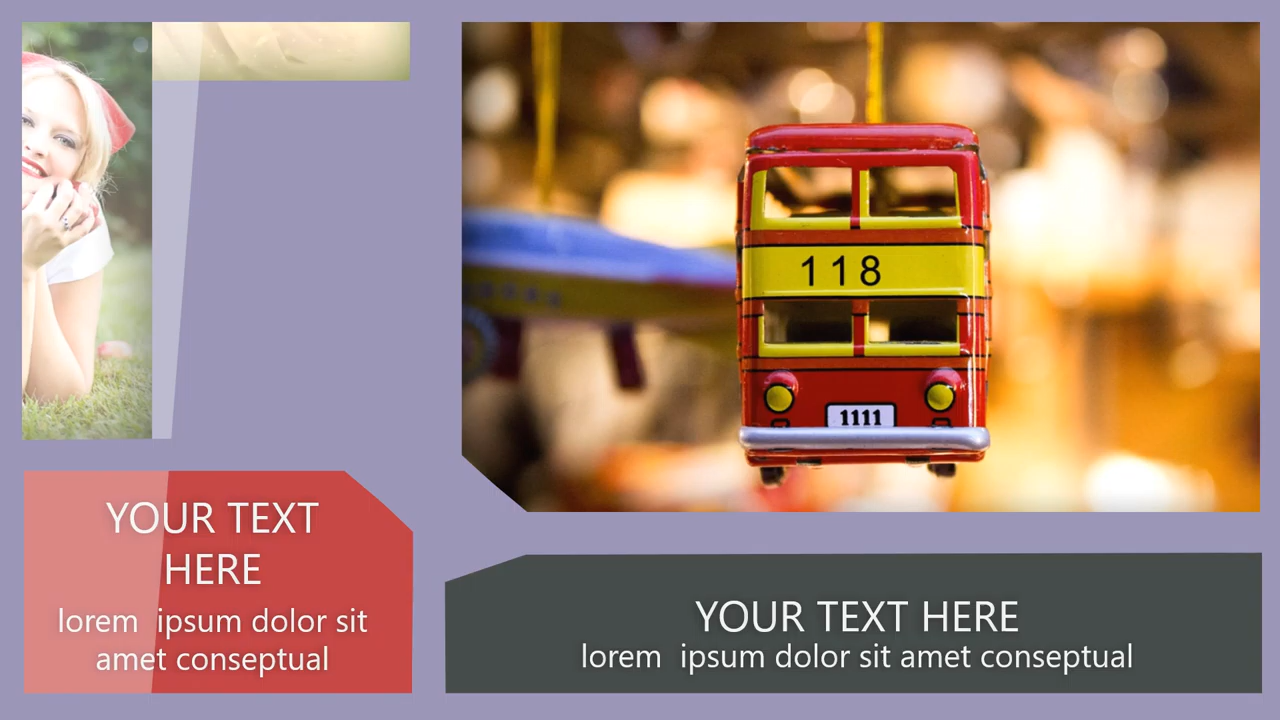 118
1111
YOUR TEXT
HERE
lorem  ipsum dolor sit
amet conseptual
YOUR TEXT HERE
lorem  ipsum dolor sit amet conseptual